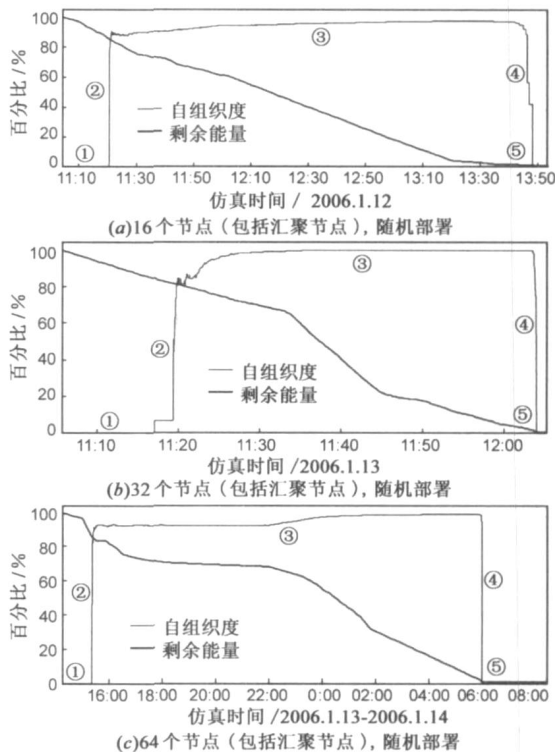 100
80
60
40
20
0
百分比/%
①
②
③
④
⑤
自组织度
剩余能量
11:10 11:30 11:50 12:10 12:30 12:50 13:10 13:30 13:50
仿真时间/ 2006.1.12
(a)16个节点(包括汇聚节点),随机部署
100
80
60
40
20
0
百分比/%
①
②
③
④
⑤
自组织度
剩余能量
11:10 11:20 11:30 11:40 11:50 12:00
仿真时间/2006.1.13
(b)32个节点(包括汇聚节点),随机部署
100
80
60
40
20
0
百分比/%
①
②
③
④
⑤
自组织度
剩余能量
16:00 18:00 20:00 22:00 0:00 02:00 04:00 06:00 08:00
仿真时间/2006.1.13-2006.1.14
(c)64个节点(包括汇聚节点),随机部署